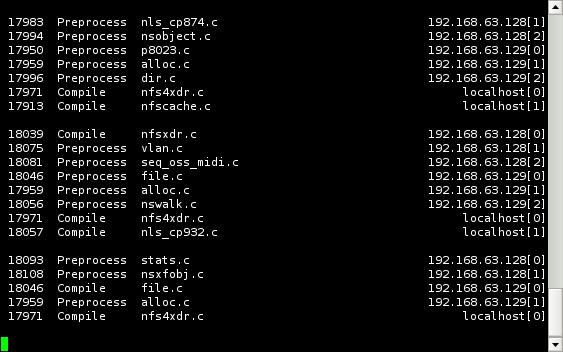 17983 Preprocess nls_cp874.c 192.168.63.128[1]
17994 Preprocess nsobject.c 192.168.63.128[2]
17950 Preprocess p8023.c 192.168.63.129[0]
17959 Preprocess alloc.c 192.168.63.129[1]
17996 Preprocess dir.c 192.168.63.129[2]
17971 Compile nfs4xdr.c localhost[0]
17913 Compile nfscache.c localhost[1]
18039 Compile nfsxdr.c 192.168.63.128[0]
18075 Preprocess vlan.c 192.168.63.128[1]
18081 Preprocess seq_oss_midi.c 192.168.63.128[2]
18046 Preprocess file.c 192.168.63.129[0]
17959 Preprocess alloc.c 192.168.63.129[1]
18056 Preprocess nswalk.c 192.168.63.129[2]
17971 Compile nfs4xdr.c localhost[0]
18057 Compile nls_cp932.c localhost[1]
18093 Preprocess stats.c 192.168.63.128[0]
18108 Preprocess nsxfobj.c 192.168.63.128[1]
18046 Compile file.c 192.168.63.129[0]
17959 Preprocess alloc.c 192.168.63.129[1]
17971 Compile nfs4xdr.c localhost[0]